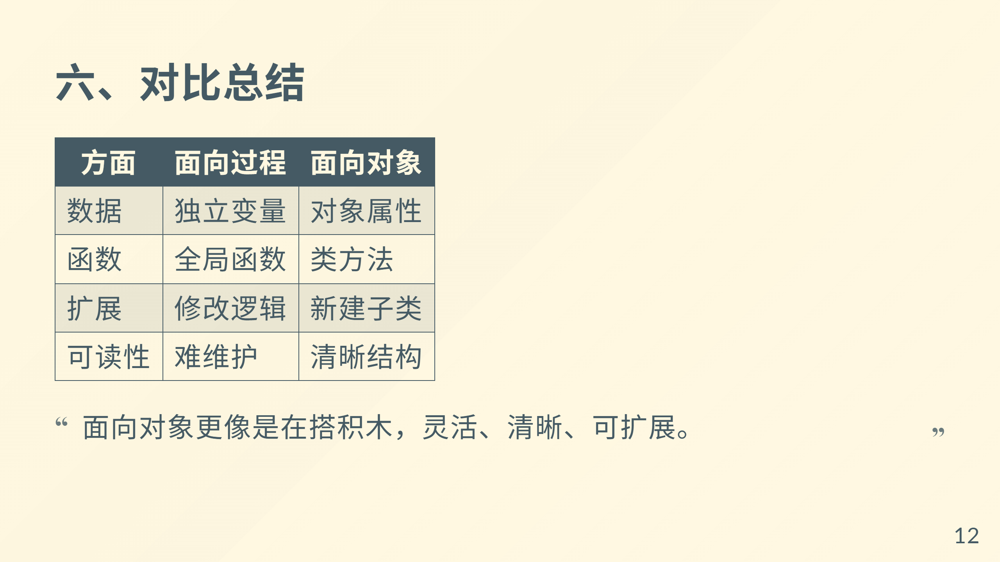 六、对比总结
方面 面向过程 面向对象
数据 独立变量 对象属性
函数 全局函数 类方法
扩展 修改逻辑 新建子类
可读性 难维护 清晰结构
“ 面向对象更像是在搭积木，灵活、清晰、可扩展。 ”
12